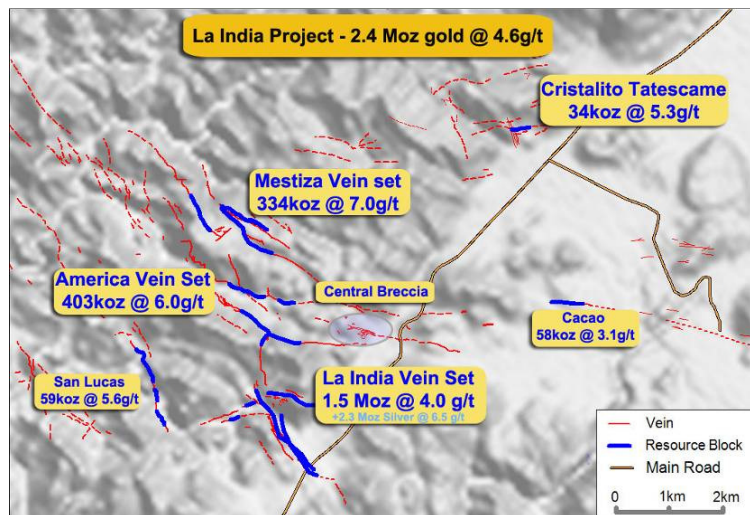 La India Project - 2.4 Moz gold @ 4.6g/t
Cristalito Tatescame
34koz @ 5.3g/t
Mestiza Vein set
334koz @ 7.0g/t
America Vein Set
403koz @ 6.0g/t
Central Breccia
Cacao
58koz @ 3.1g/t
San Lucas
59koz @ 5.6g/t
La India Vein Set
1.5 Moz @ 4.0 g/t
+2.3 Moz Silver @ 6.5 g/t
Vein
Resource Block
Main Road
0 1km 2km